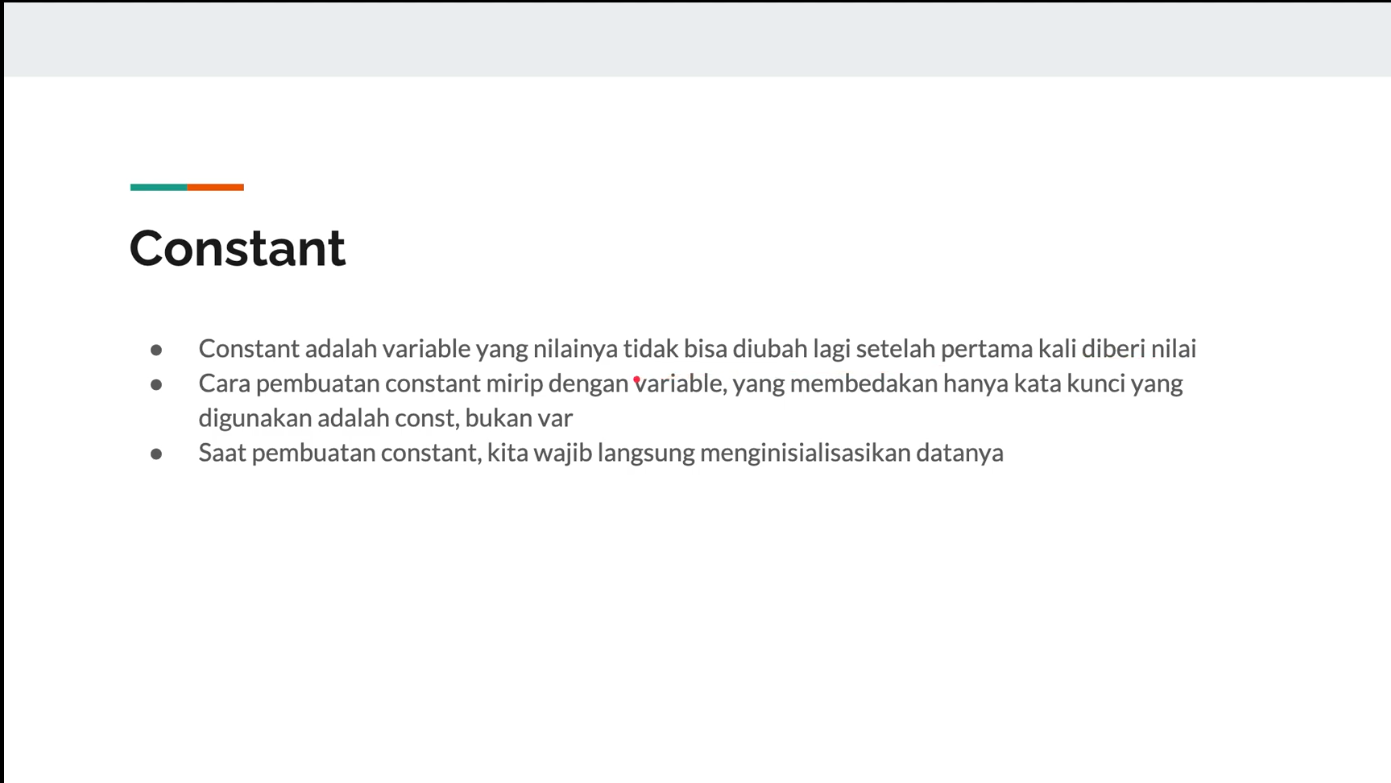 Constant
● Constant adalah variable yang nilainya tidak bisa diubah lagi setelah pertama kali diberi nilai
● Cara pembuatan constant mirip dengan variable, yang membedakan hanya kata kunci yang
digunakan adalah const, bukan var
● Saat pembuatan constant, kita wajib langsung menginisialisasikan datanya